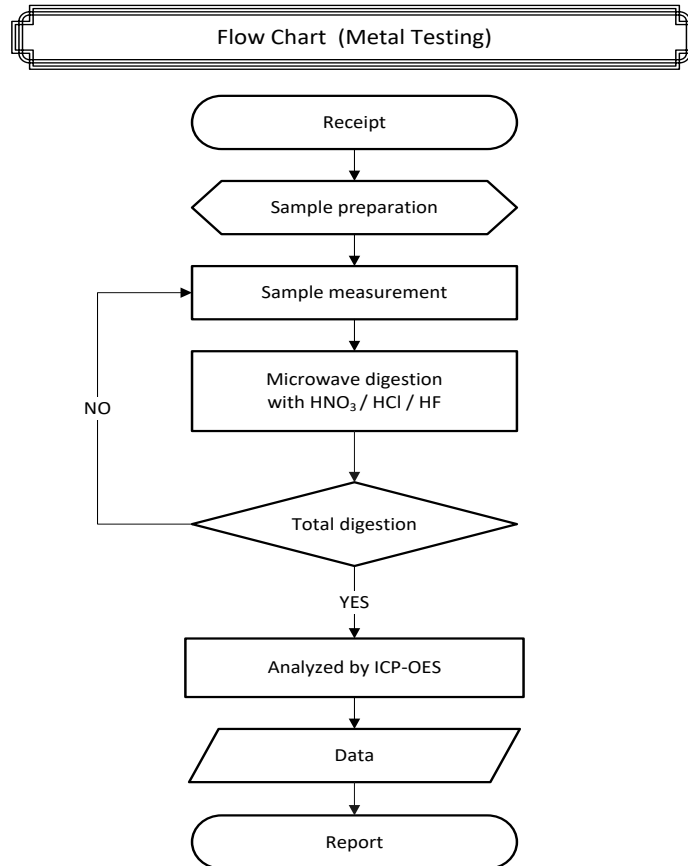 Flow Chart  (Metal Testing)
Receipt
Sample preparation
Sample measurement
Microwave digestion
with HNO₃ / HCl / HF
NO
Total digestion
YES
Analyzed by ICP-OES
Data
Report